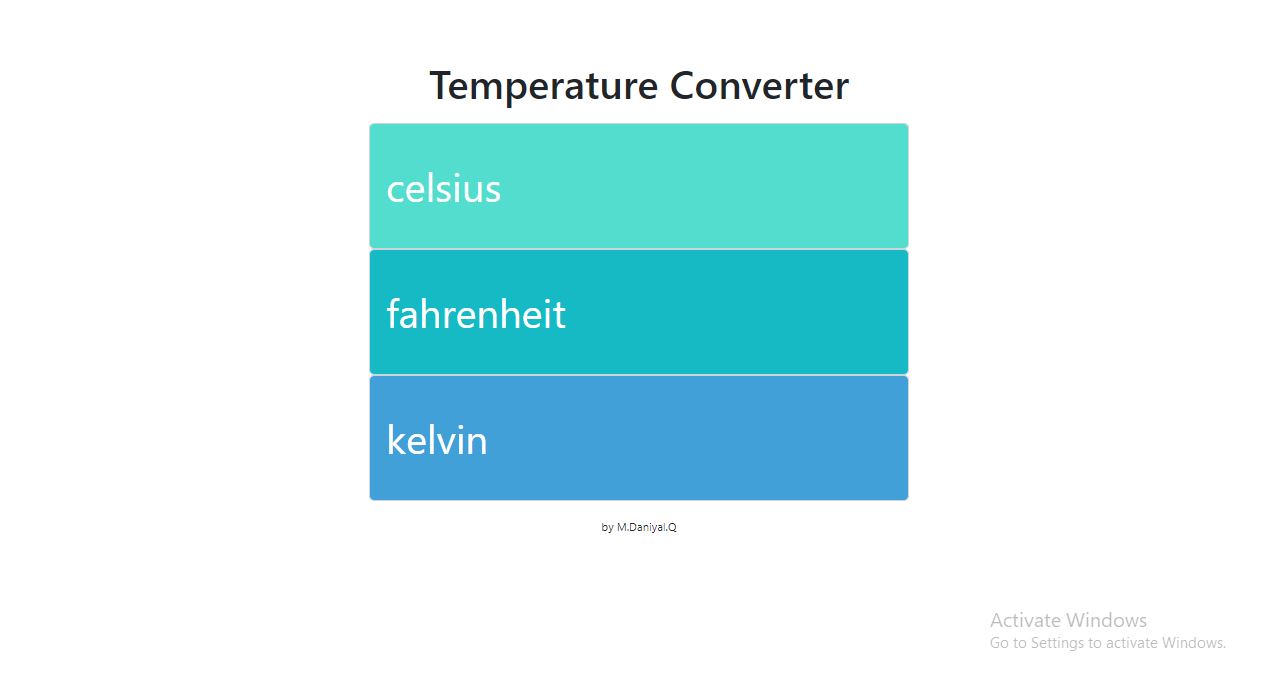 Temperature Converter
celsius
fahrenheit
kelvin
by M.Daniyal.Q
Activate Windows
Go to Settings to activate Windows.